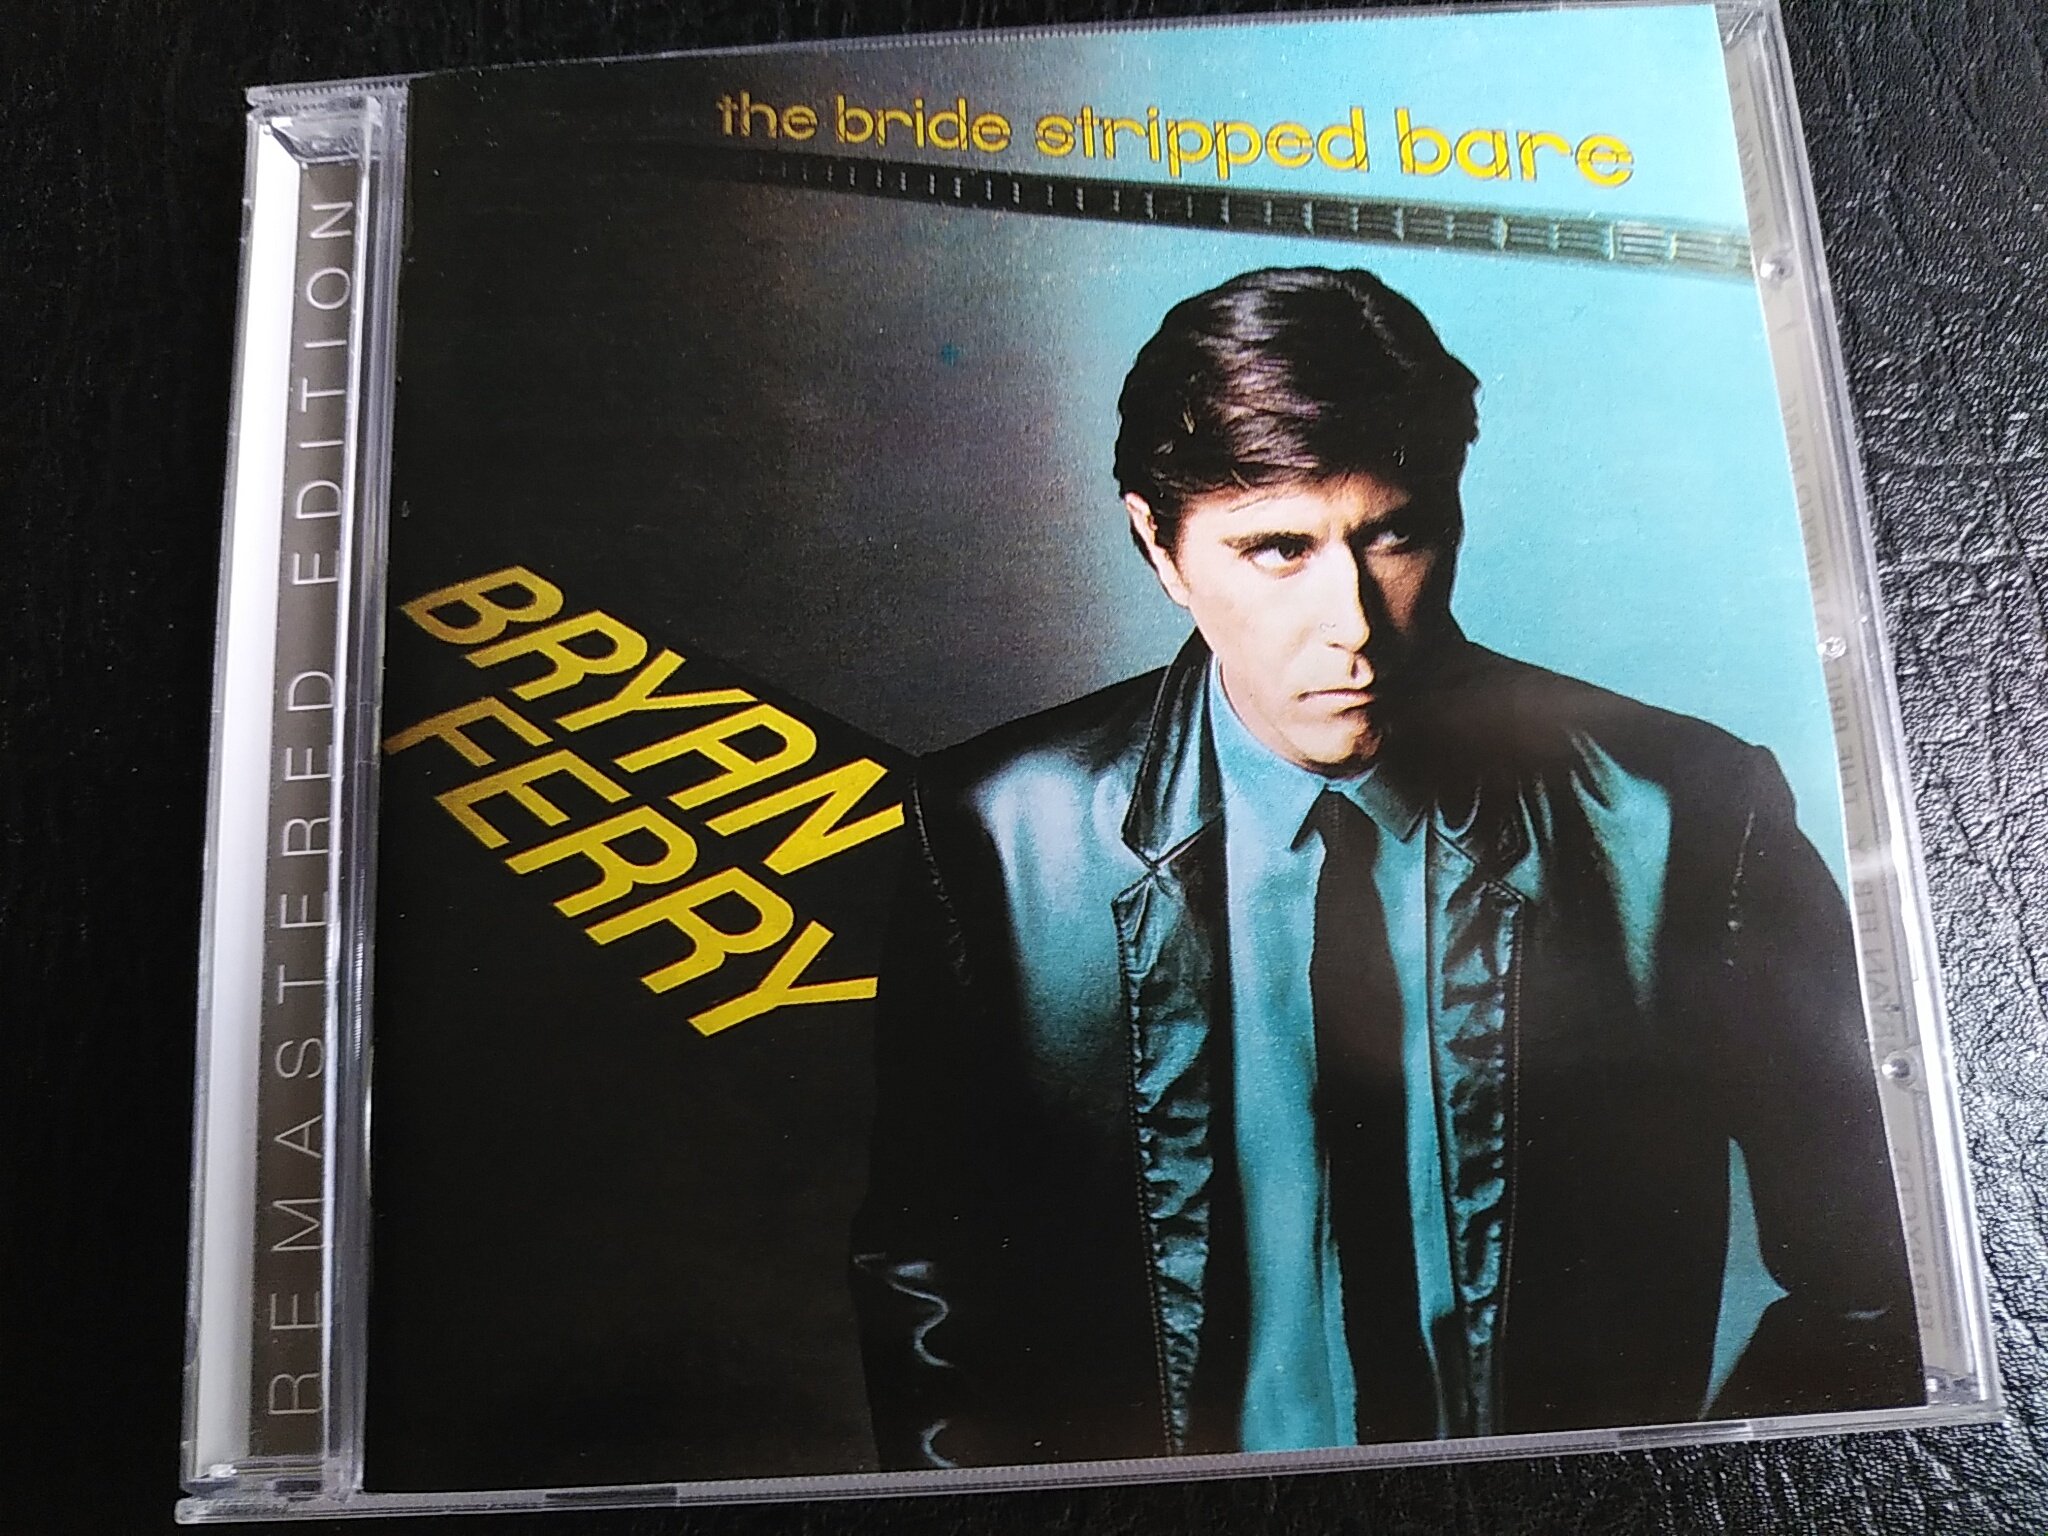 the bride stripped bare
BRYAN
FERRY
REMASTERED EDITION